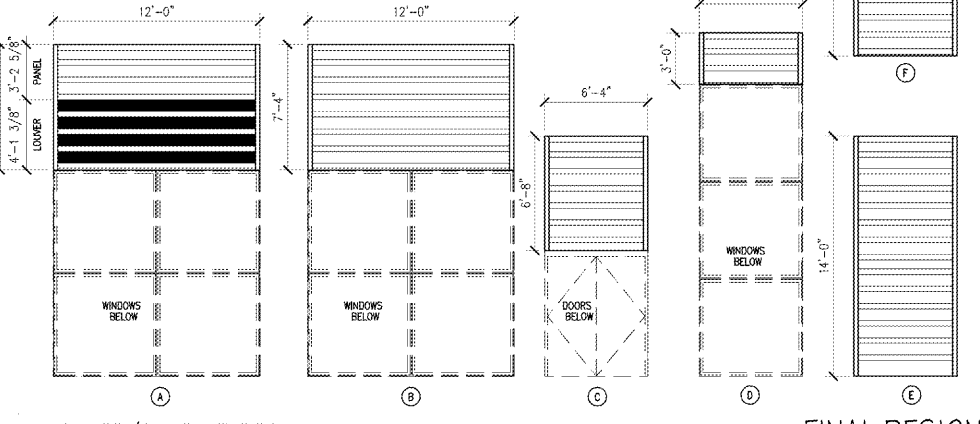 12'-0"
12'-0"
3'-2 5/8"
PANEL
4'-1 3/8"
LOUVER
7'-4"
6'-4"
6'-8"
3'-0"
14'-0"
WINDOWS
BELOW
WINDOWS
BELOW
DOORS
BELOW
WINDOWS
BELOW
F
A
B
C
D
E
FINAL DESIGN